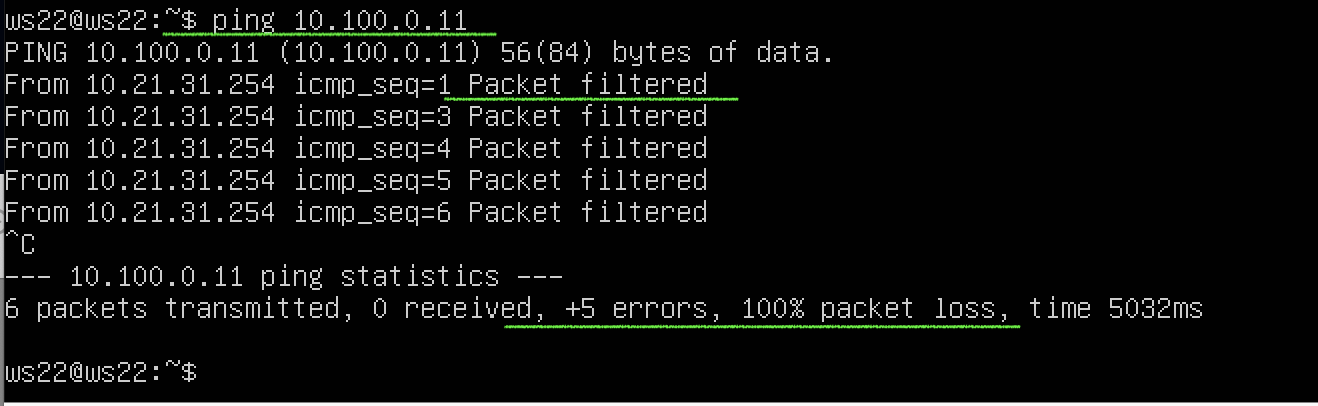 ws22@ws22:~$ ping 10.100.0.11
PING 10.100.0.11 (10.100.0.11) 56(84) bytes of data.
From 10.21.31.254 icmp_seq=1 Packet filtered
From 10.21.31.254 icmp_seq=3 Packet filtered
From 10.21.31.254 icmp_seq=4 Packet filtered
From 10.21.31.254 icmp_seq=5 Packet filtered
From 10.21.31.254 icmp_seq=6 Packet filtered
^C
--- 10.100.0.11 ping statistics ---
6 packets transmitted, 0 received, +5 errors, 100% packet loss, time 5032ms
ws22@ws22:~$